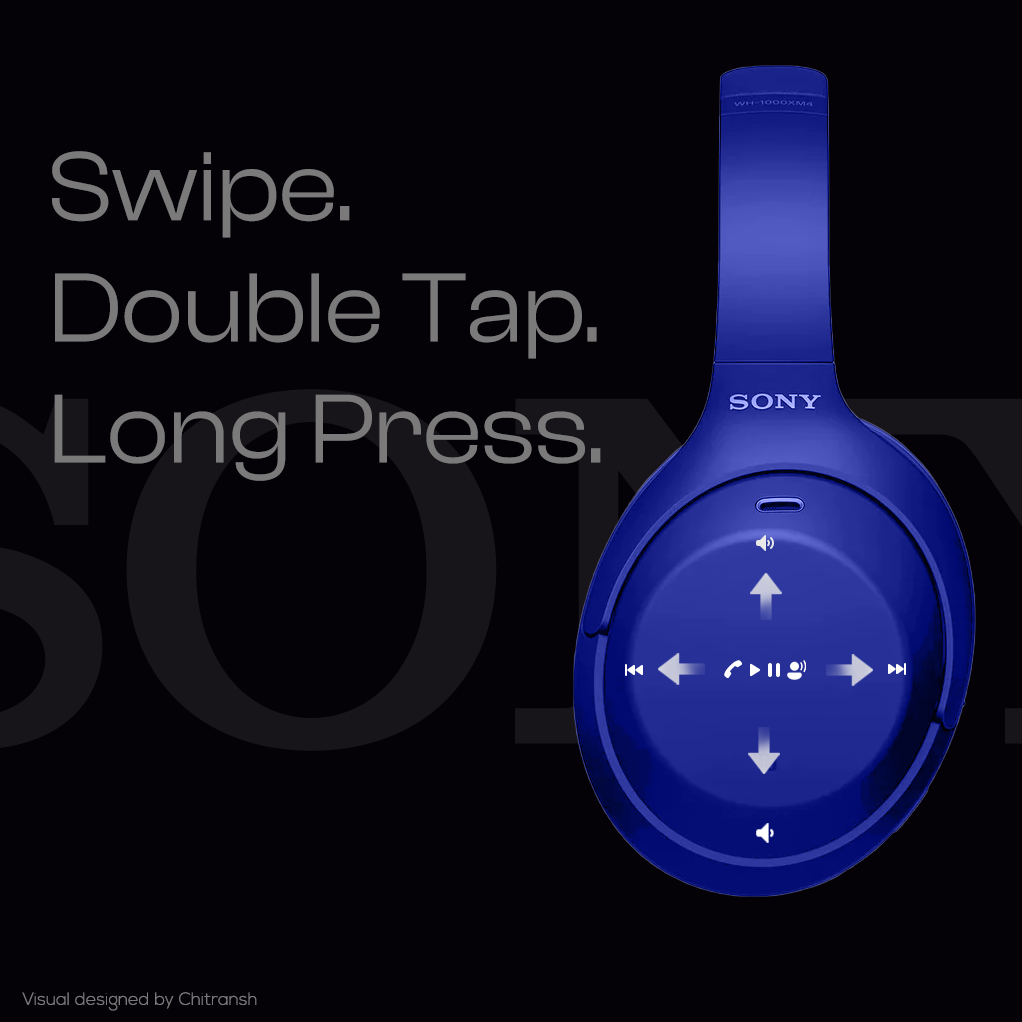 Swipe.
Double Tap.
Long Press.
SONY
WH-1000XM4
SONY
Visual designed by Chitransh